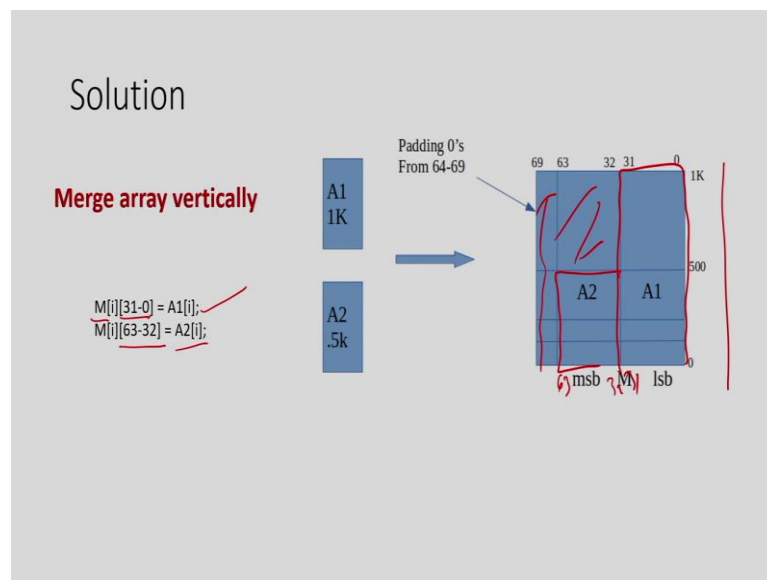 Solution
Merge array vertically
M[i][31-0] = A1[i];
M[i][63-32] = A2[i];
A1
1K
A2
.5k
Padding 0's
From 64-69
69 63 32 31 0
1K
500
A2 A1
0
63 msb M lsb